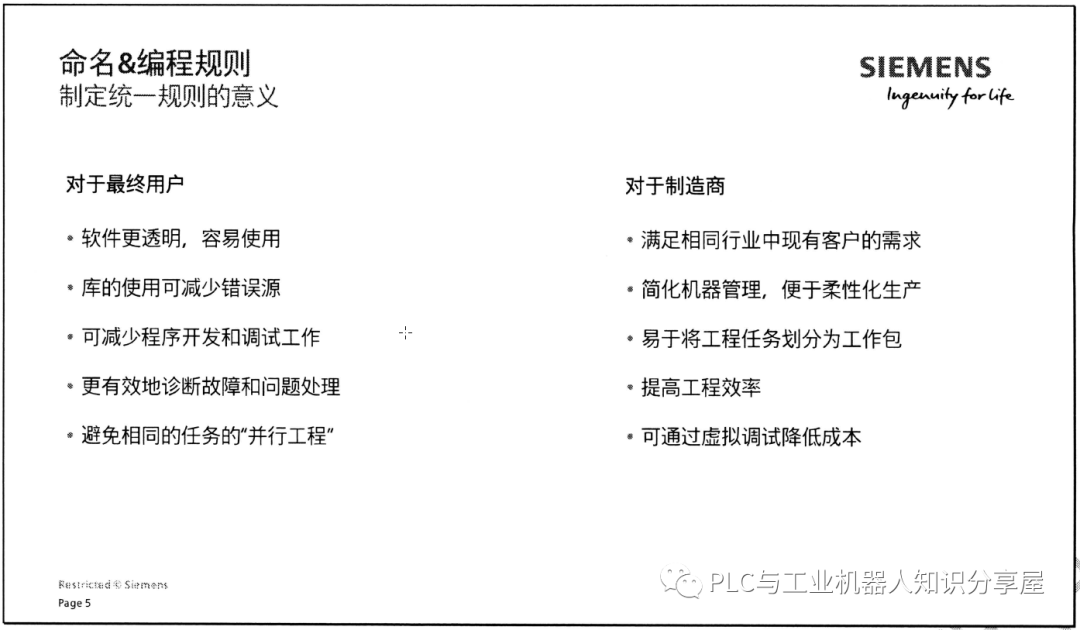 命名&编程规则
制定统一规则的意义
SIEMENS
Ingenuity for life
对于最终用户
• 软件更透明，容易使用
• 库的使用可减少错误源
• 可减少程序开发和调试工作
• 更有效地诊断故障和问题处理
• 避免相同的任务的“并行工程”
对于制造商
• 满足相同行业中现有客户的需求
• 简化机器管理，便于柔性化生产
• 易于将工程任务划分为工作包
• 提高工程效率
• 可通过虚拟调试降低成本
Restricted © Siemens
Page 5
PLC与工业机器人知识分享屋